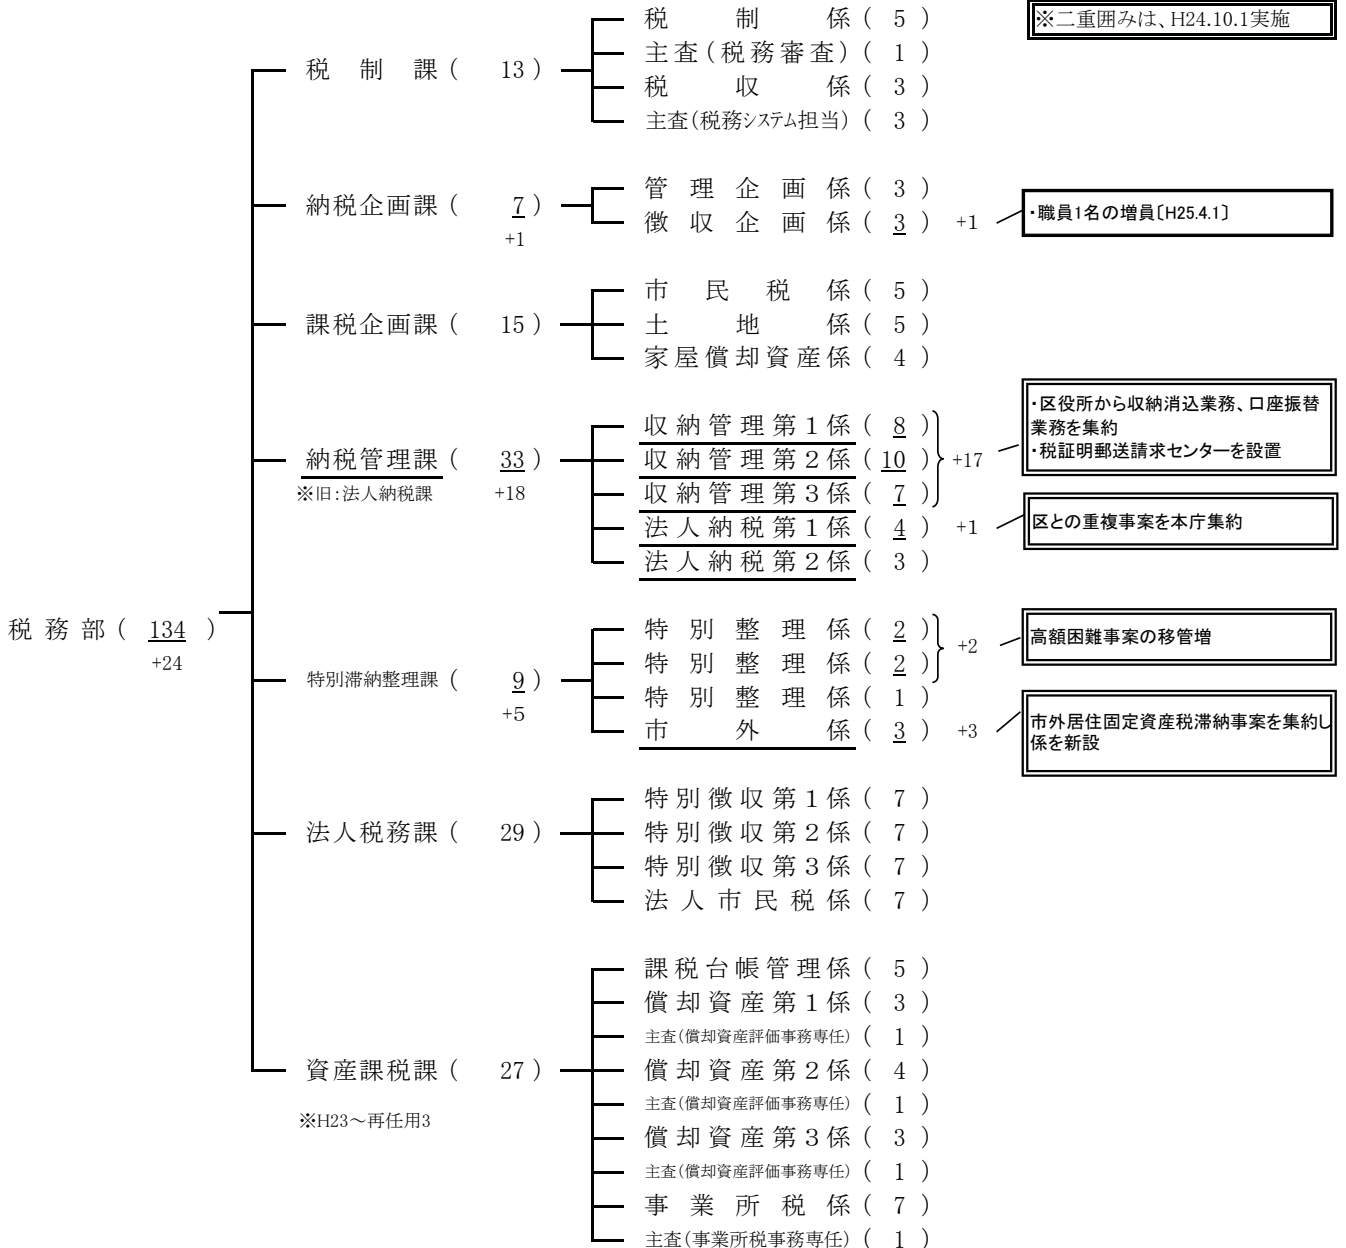 ※二重囲みは、H24.10.1実施
税制課( 13 )
税制係( 5 )
主査(税務審査)( 1 )
税収係( 3 )
主査(税務システム担当)( 3 )
納税企画課( 7 )
+1
管理企画係( 3 )
徴収企画係( 3 ) +1
・職員1名の増員〔H25.4.1〕
課税企画課( 15 )
市民税係( 5 )
土地係( 5 )
家屋償却資産係( 4 )
納税管理課( 33 )
※旧:法人納税課 +18
収納管理第1係( 8 )
収納管理第2係( 10 ) +17
収納管理第3係( 7 )
法人納税第1係( 4 ) +1
法人納税第2係( 3 )
・区役所から収納消込業務、口座振替
業務を集約
・税証明郵送請求センターを設置
区との重複事案を本庁集約
税務部( 134 )
+24
特別滞納整理課( 9 )
+5
特別整理係( 2 )
+2
特別整理係( 2 )
特別整理係( 1 )
市外係( 3 ) +3
高額困難事案の移管増
市外居住固定資産税滞納事案を集約し
係を新設
法人税務課( 29 )
特別徴収第1係( 7 )
特別徴収第2係( 7 )
特別徴収第3係( 7 )
法人市民税係( 7 )
資産課税課( 27 )
※H23～再任用3
課税台帳管理係( 5 )
償却資産第1係( 3 )
主査(償却資産評価事務専任)( 1 )
償却資産第2係( 4 )
主査(償却資産評価事務専任)( 1 )
償却資産第3係( 3 )
主査(償却資産評価事務専任)( 1 )
事業所税係( 7 )
主査(事業所税事務専任)( 1 )